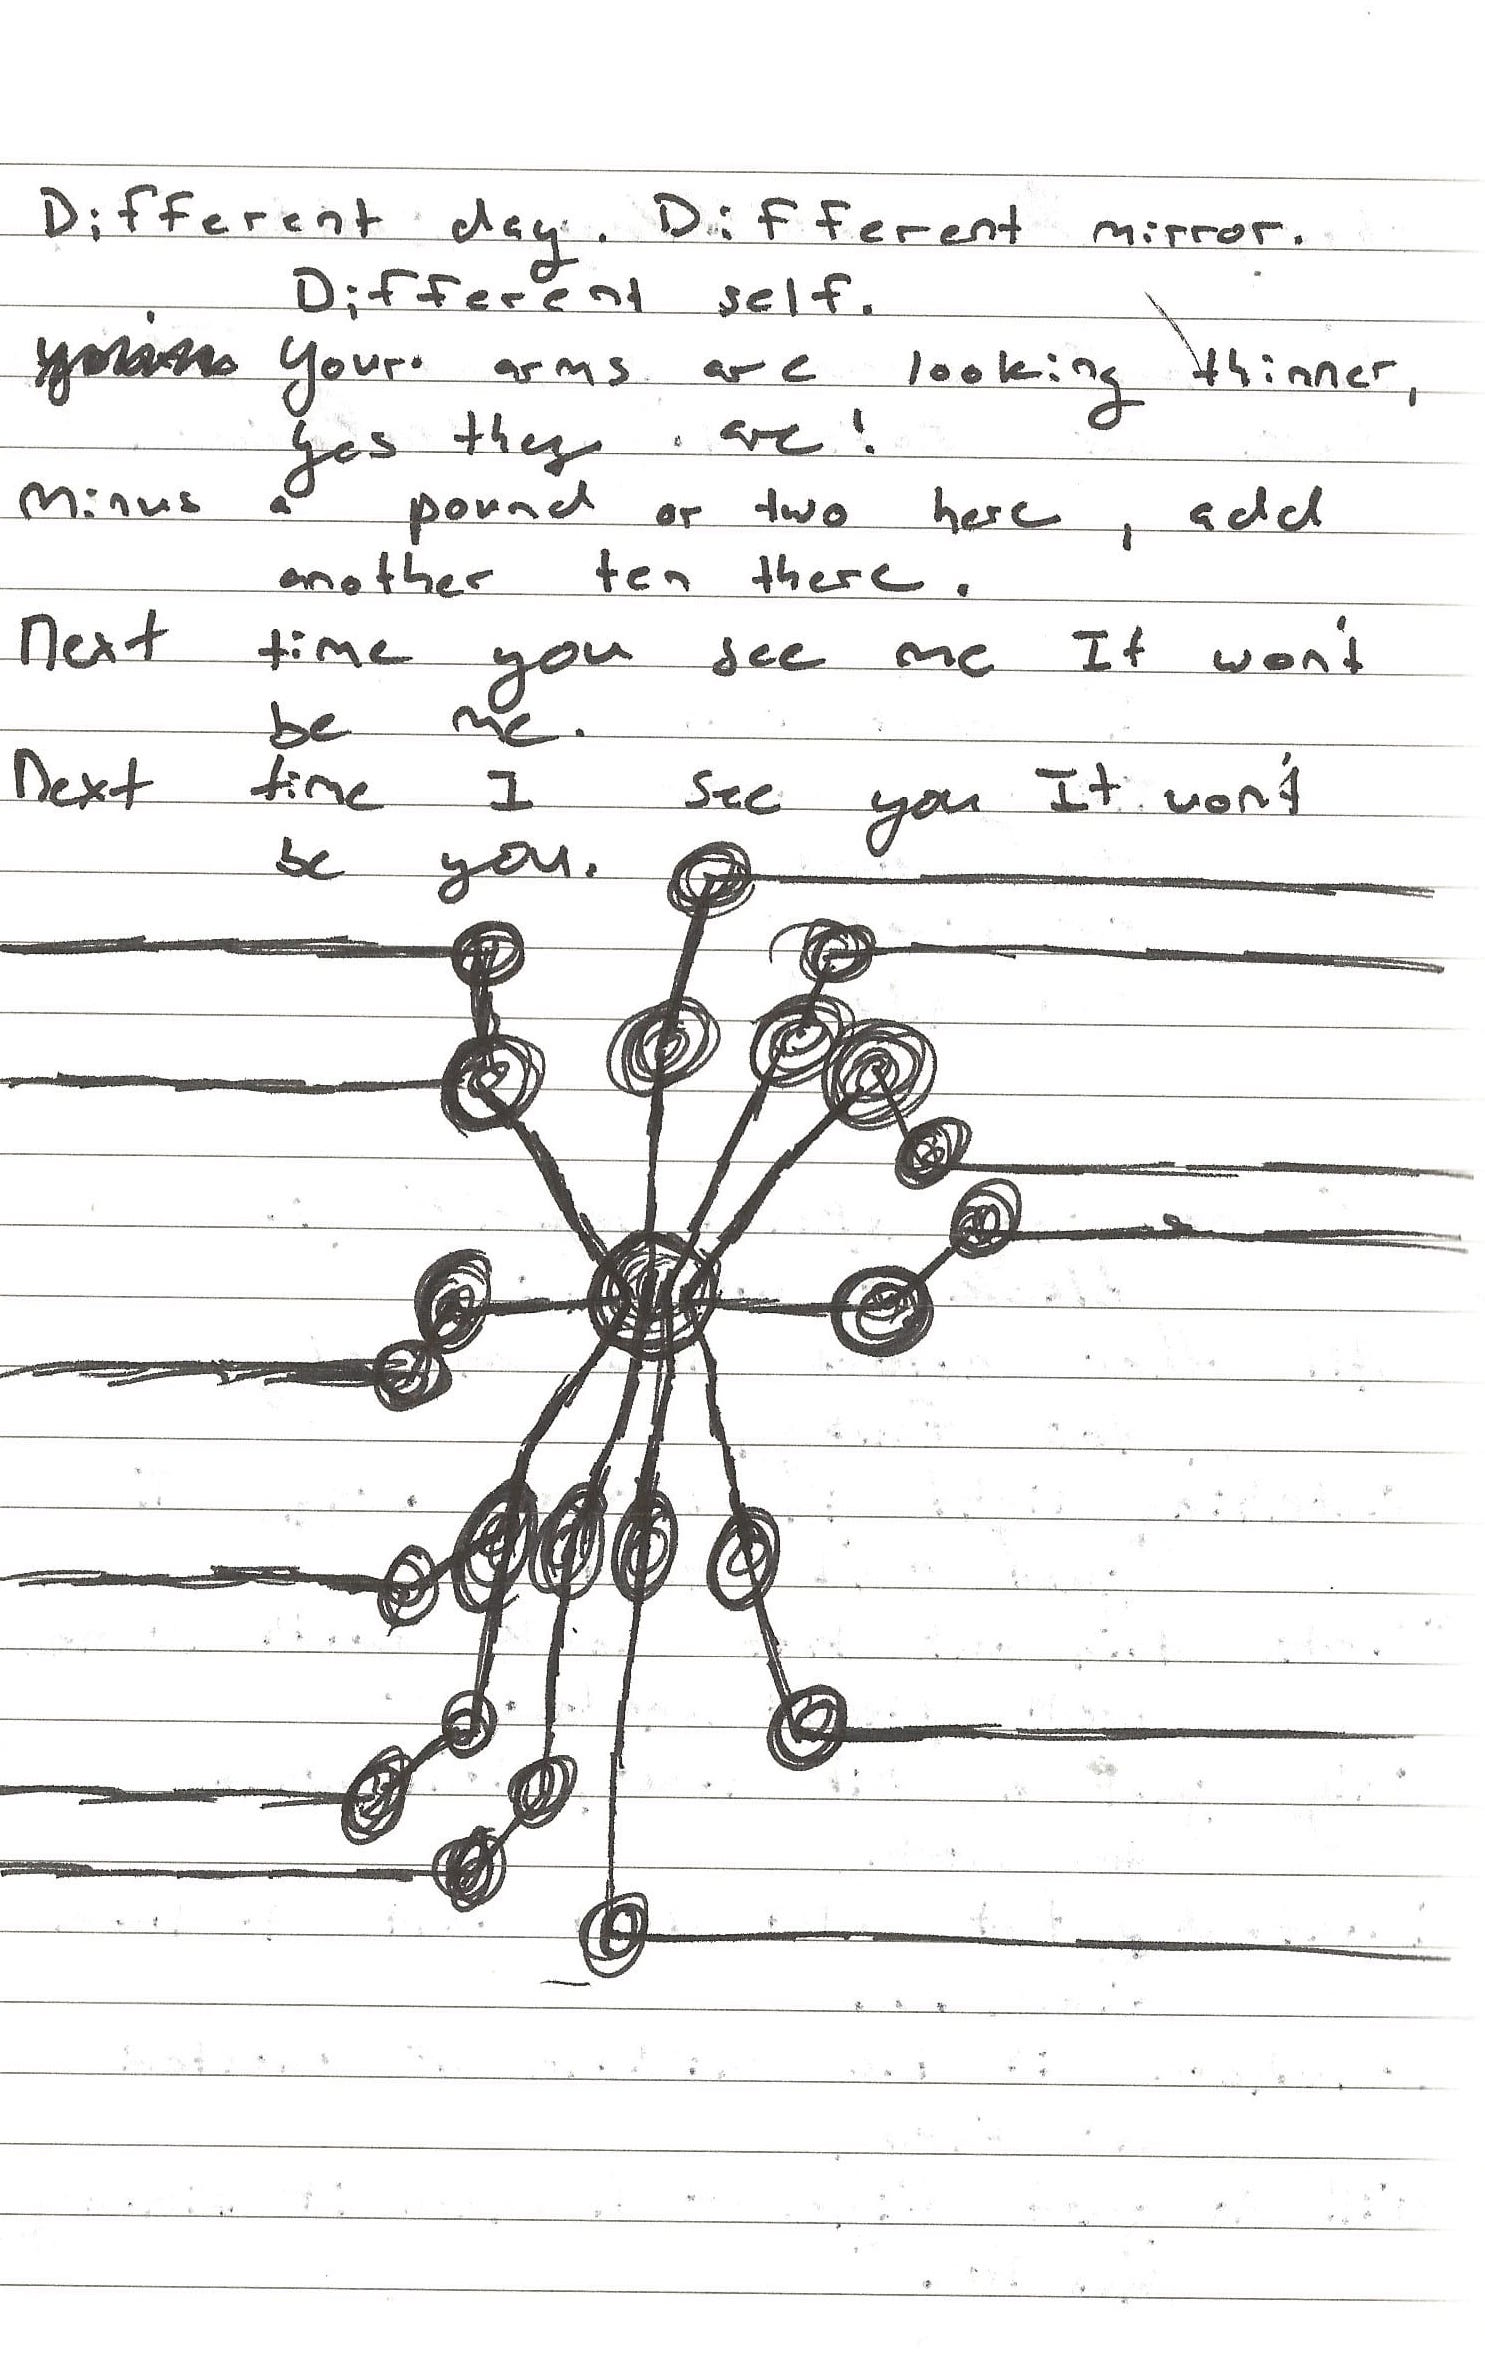 Different day. Different mirror.
Different self.
Your arms are looking thinner,
yes they are!
Minus a pound or two here, add
another ten there.
Next time you see me It won't
be me.
Next time I see you It won't
be you.